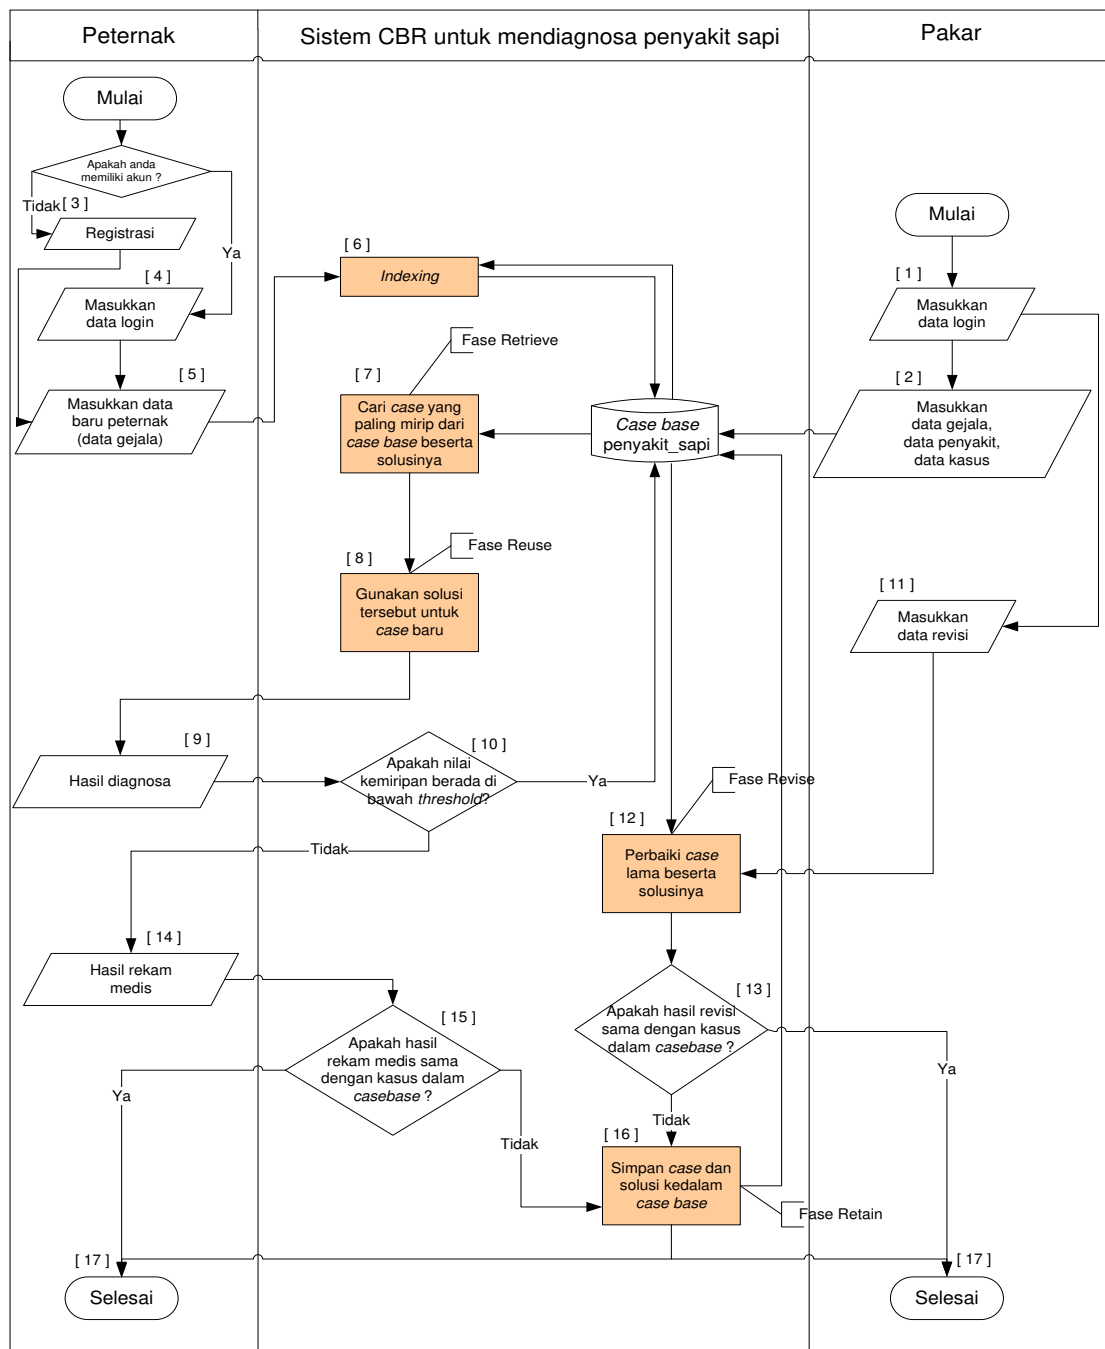 Peternak
Sistem CBR untuk mendiagnosa penyakit sapi
Pakar
Mulai
Apakah anda
memiliki akun ?
Tidak
[ 3 ]
Registrasi
Ya
[ 4 ]
Masukkan
data login
[ 5 ]
Masukkan data
baru peternak
(data gejala)
[ 6 ]
Indexing
Fase Retrieve
[ 7 ]
Cari case yang
paling mirip dari
case base beserta
solusinya
Case base
penyakit_sapi
Mulai
[ 1 ]
Masukkan
data login
[ 2 ]
Masukkan
data gejala,
data penyakit,
data kasus
Fase Reuse
[ 8 ]
Gunakan solusi
tersebut untuk
case baru
[ 11 ]
Masukkan
data revisi
[ 9 ]
Hasil diagnosa
[ 10 ]
Apakah nilai
kemiripan berada di
bawah threshold?
Ya
Tidak
Fase Revise
[ 12 ]
Perbaiki case
lama beserta
solusinya
[ 14 ]
Hasil rekam
medis
[ 13 ]
Apakah hasil revisi
sama dengan kasus
dalam casebase ?
Ya
Tidak
[ 15 ]
Apakah hasil
rekam medis sama
dengan kasus dalam
casebase ?
Ya
Tidak
[ 16 ]
Simpan case dan
solusi kedalam
case base
Fase Retain
[ 17 ]
Selesai
[ 17 ]
Selesai